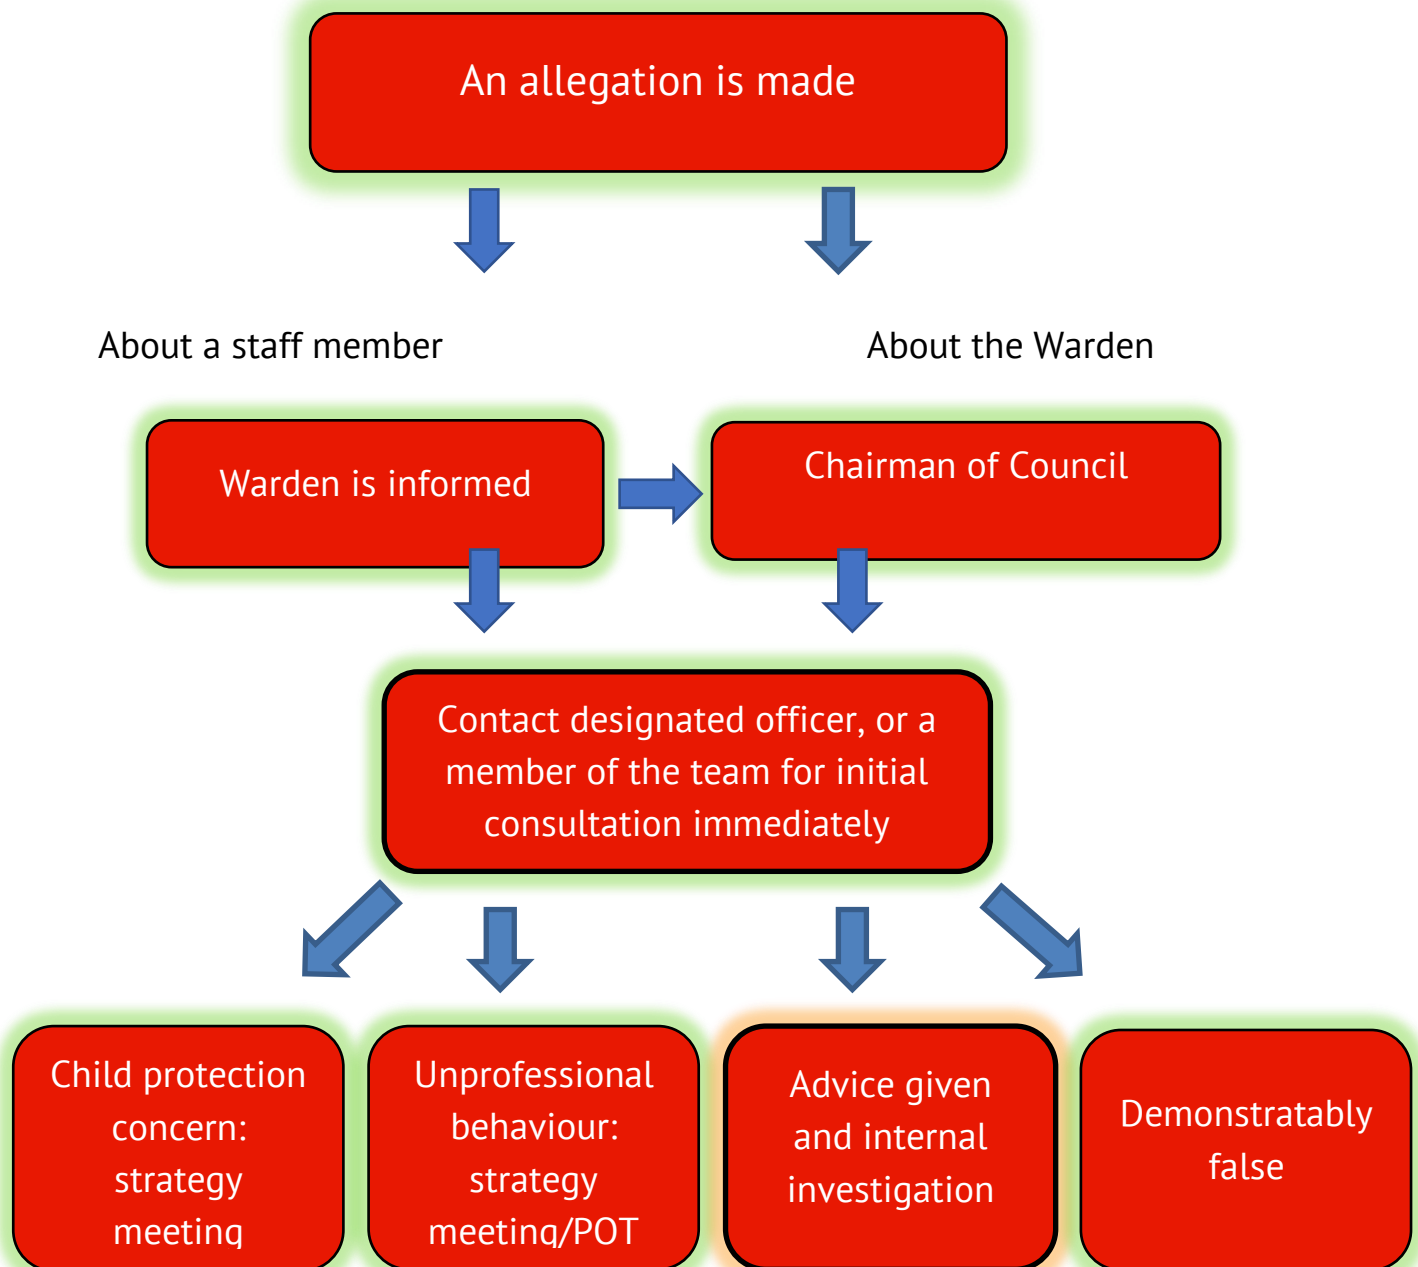 An allegation is made
About a staff member
About the Warden
Warden is informed
Chairman of Council
Contact designated officer, or a
member of the team for initial
consultation immediately
Child protection
concern:
strategy
meeting
Unprofessional
behaviour:
strategy
meeting/POT
Advice given
and internal
investigation
Demonstratably
false